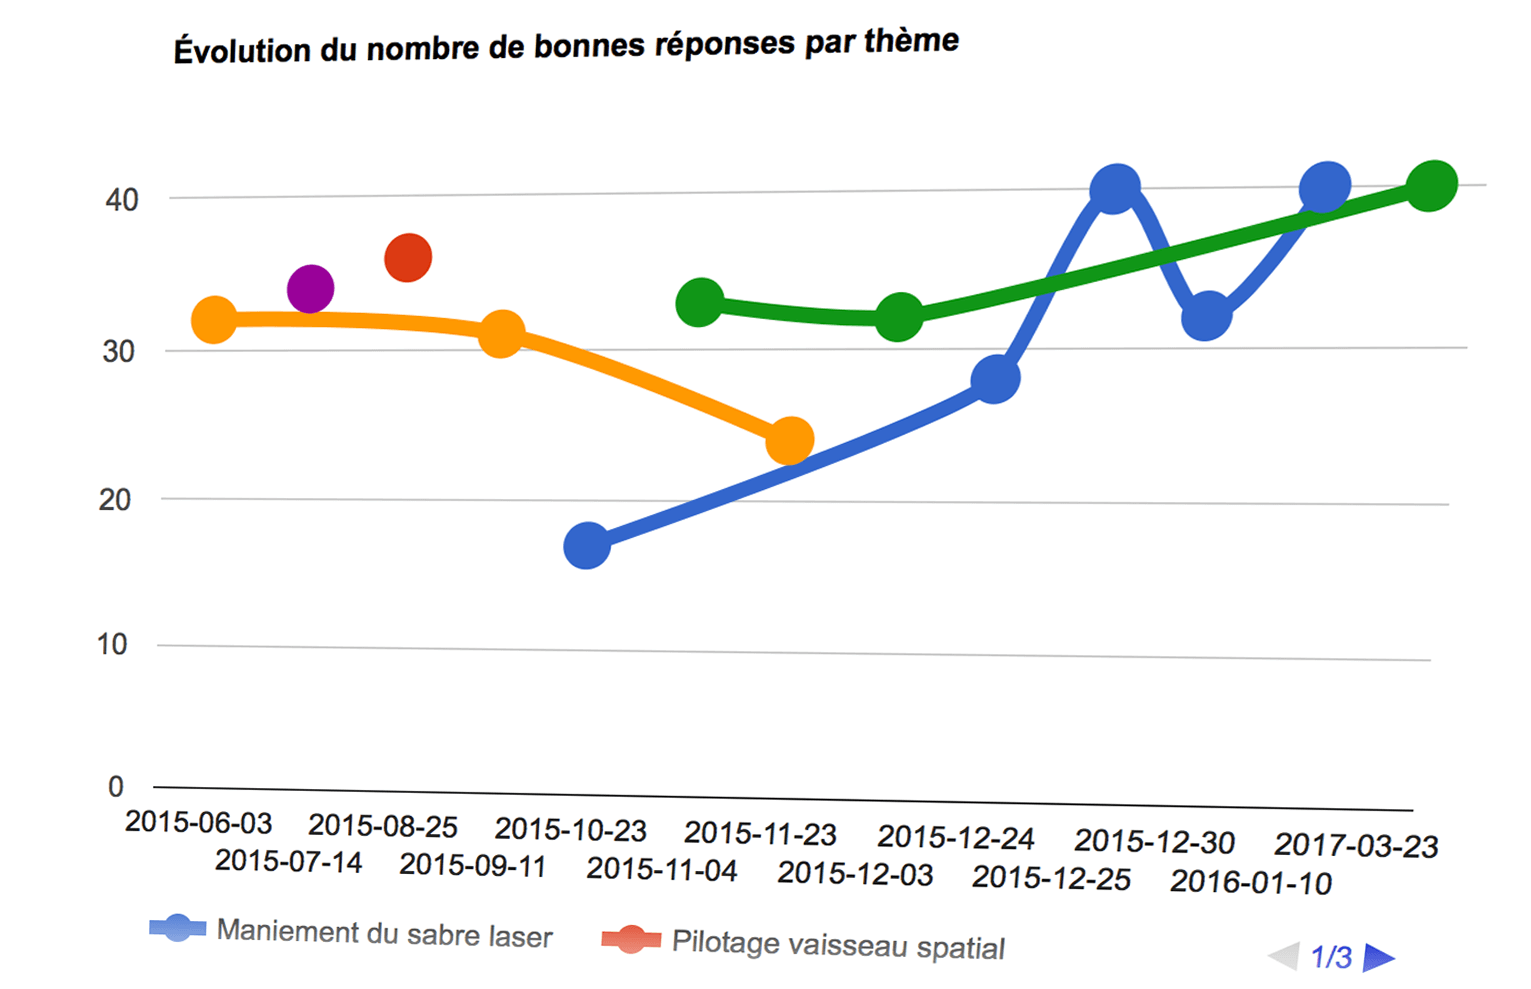 Évolution du nombre de bonnes réponses par thème
40
30
20
10
0
2015-06-03 2015-08-25 2015-10-23 2015-11-23 2015-12-24 2015-12-30 2017-03-23
2015-07-14 2015-09-11 2015-11-04 2015-12-03 2015-12-25 2016-01-10
Maniement du sabre laser Pilotage vaisseau spatial 1/3